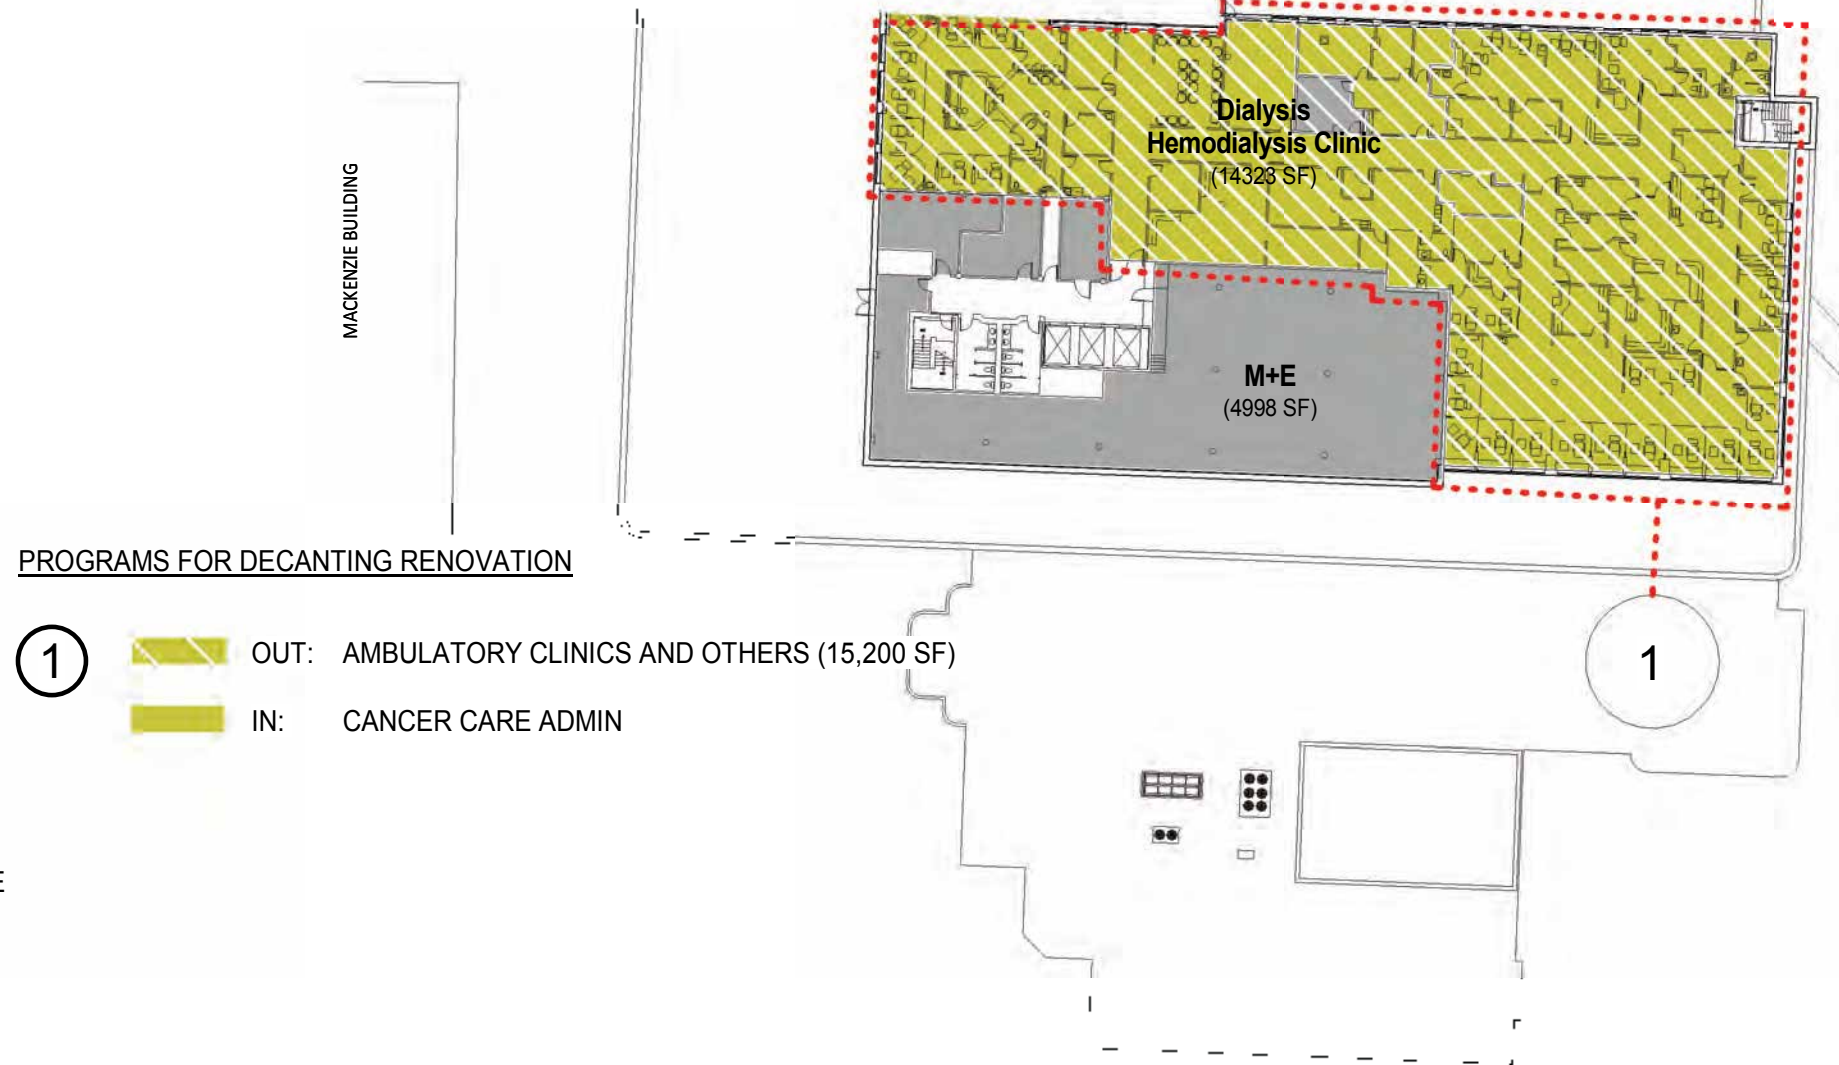 Dialysis
Hemodialysis Clinic
(14323 SF)
MACKENZIE BUILDING
M+E
(4998 SF)
PROGRAMS FOR DECANTING RENOVATION
1
OUT: AMBULATORY CLINICS AND OTHERS (15,200 SF)
IN: CANCER CARE ADMIN
1
E